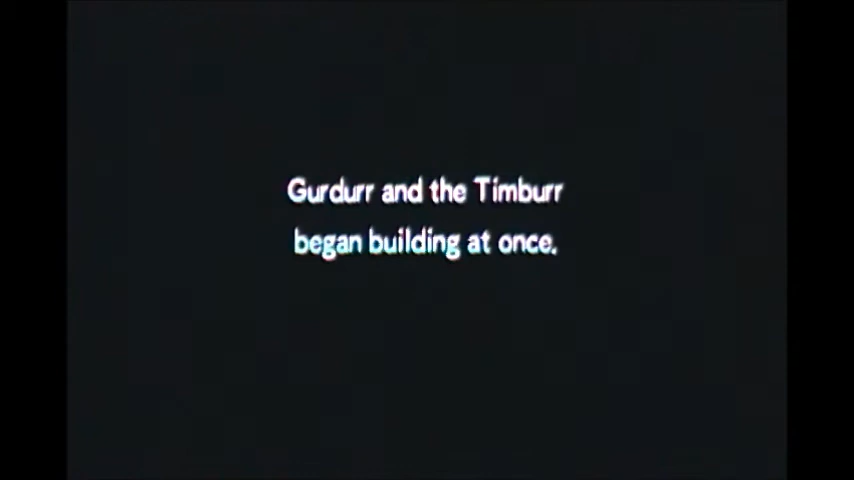 Gurdurr and the Timburr
began building at once.